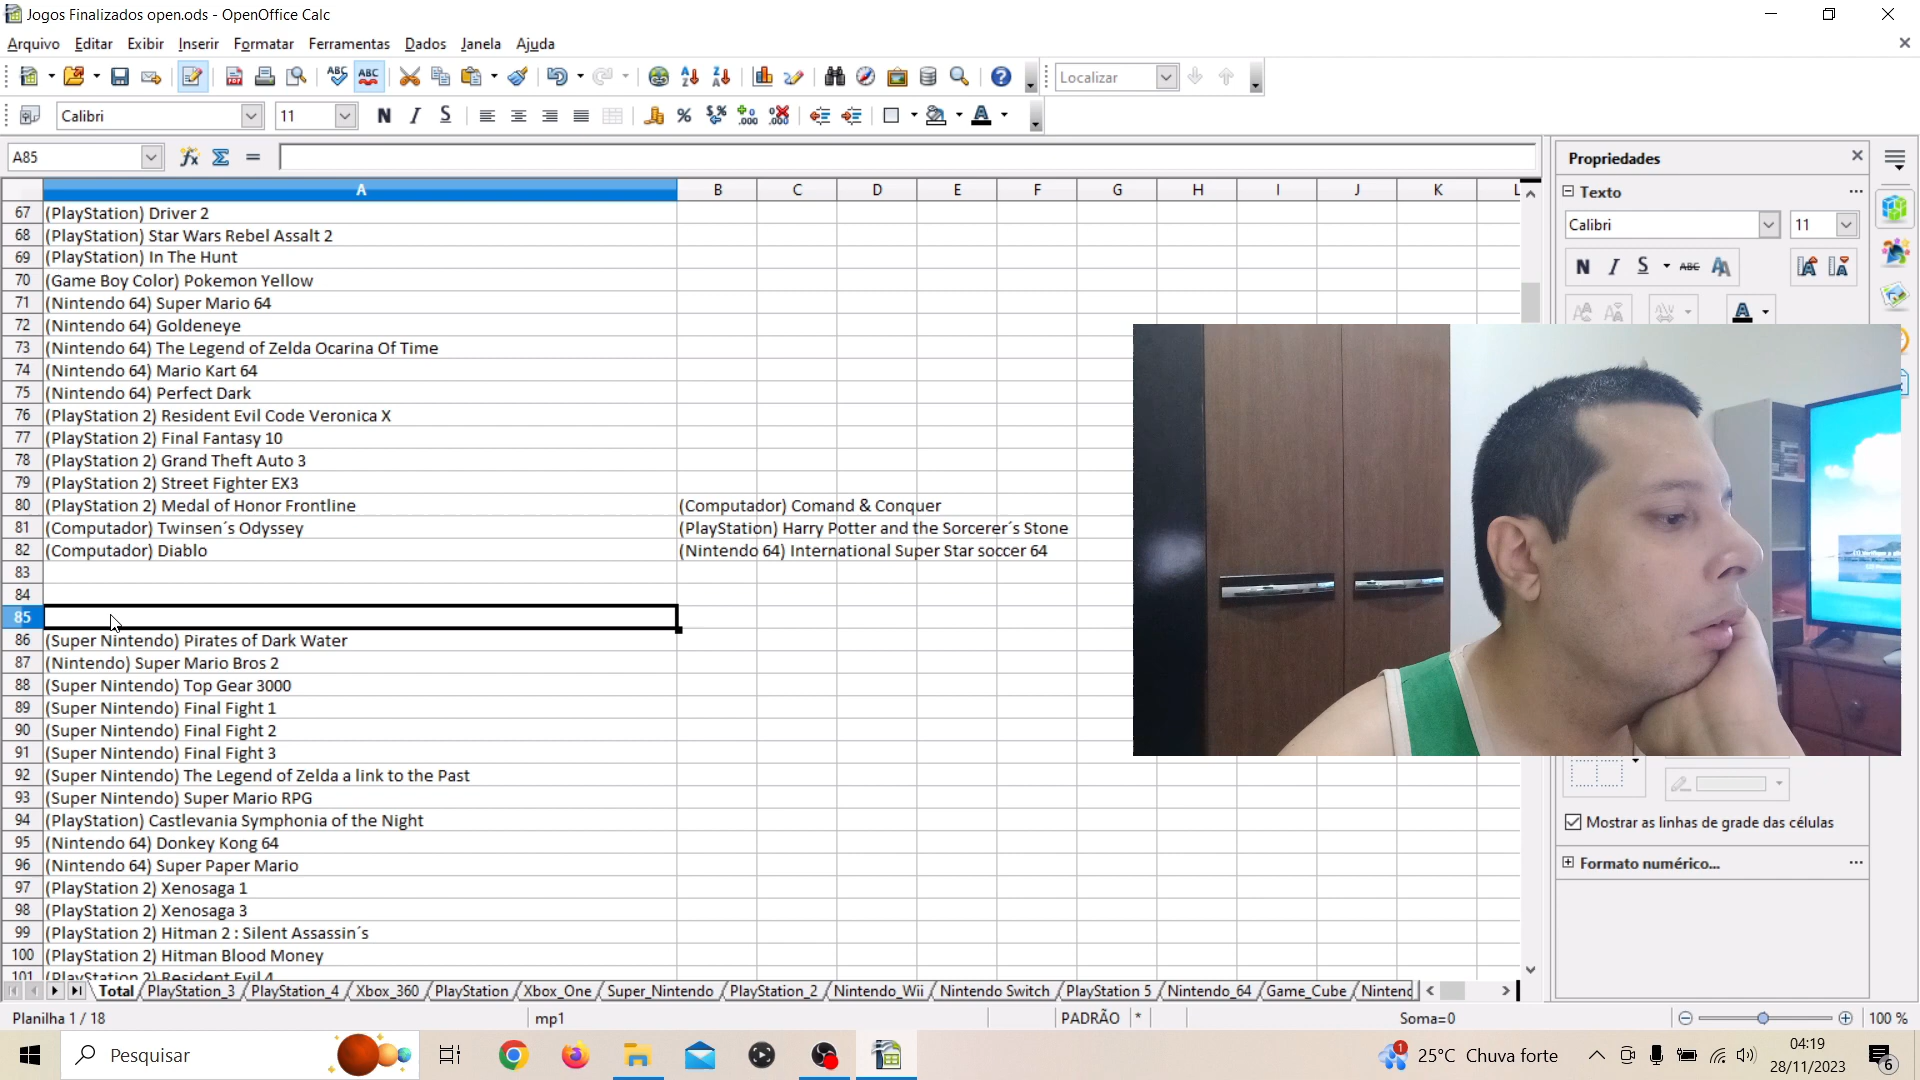 Jogos Finalizados open.ods - OpenOffice Calc
Arquivo Editar Exibir Inserir Formatar Ferramentas Dados Janela Ajuda
Localizar
Calibri 11
A85
Propriedades
Texto
Calibri 11
A B C D E F G H I J K L
67 (PlayStation) Driver 2
68 (PlayStation) Star Wars Rebel Assalt 2
69 (PlayStation) In The Hunt
70 (Game Boy Color) Pokemon Yellow
71 (Nintendo 64) Super Mario 64
72 (Nintendo 64) Goldeneye
73 (Nintendo 64) The Legend of Zelda Ocarina Of Time
74 (Nintendo 64) Mario Kart 64
75 (Nintendo 64) Perfect Dark
76 (PlayStation 2) Resident Evil Code Veronica X
77 (PlayStation 2) Final Fantasy 10
78 (PlayStation 2) Grand Theft Auto 3
79 (PlayStation 2) Street Fighter EX3
80 (PlayStation 2) Medal of Honor Frontline (Computador) Comand & Conquer
81 (Computador) Twinsen´s Odyssey (PlayStation) Harry Potter and the Sorcerer´s Stone
82 (Computador) Diablo (Nintendo 64) International Super Star soccer 64
83
84
85
86 (Super Nintendo) Pirates of Dark Water
87 (Nintendo) Super Mario Bros 2
88 (Super Nintendo) Top Gear 3000
89 (Super Nintendo) Final Fight 1
90 (Super Nintendo) Final Fight 2
91 (Super Nintendo) Final Fight 3
92 (Super Nintendo) The Legend of Zelda a link to the Past
93 (Super Nintendo) Super Mario RPG
94 (PlayStation) Castlevania Symphonia of the Night
95 (Nintendo 64) Donkey Kong 64
96 (Nintendo 64) Super Paper Mario
97 (PlayStation 2) Xenosaga 1
98 (PlayStation 2) Xenosaga 3
99 (PlayStation 2) Hitman 2 : Silent Assassin´s
100 (PlayStation 2) Hitman Blood Money
101 (PlayStation 2) Resident Evil 4
Mostrar as linhas de grade das células
Formato numérico...
Total PlayStation_3 PlayStation_4 Xbox_360 PlayStation Xbox_One Super_Nintendo PlayStation_2 Nintendo_Wii Nintendo Switch PlayStation 5 Nintendo_64 Game_Cube Nintend
Planilha 1 / 18 mp1 PADRÃO * Soma=0 100 %
Pesquisar
25°C Chuva forte
04:19
28/11/2023
6